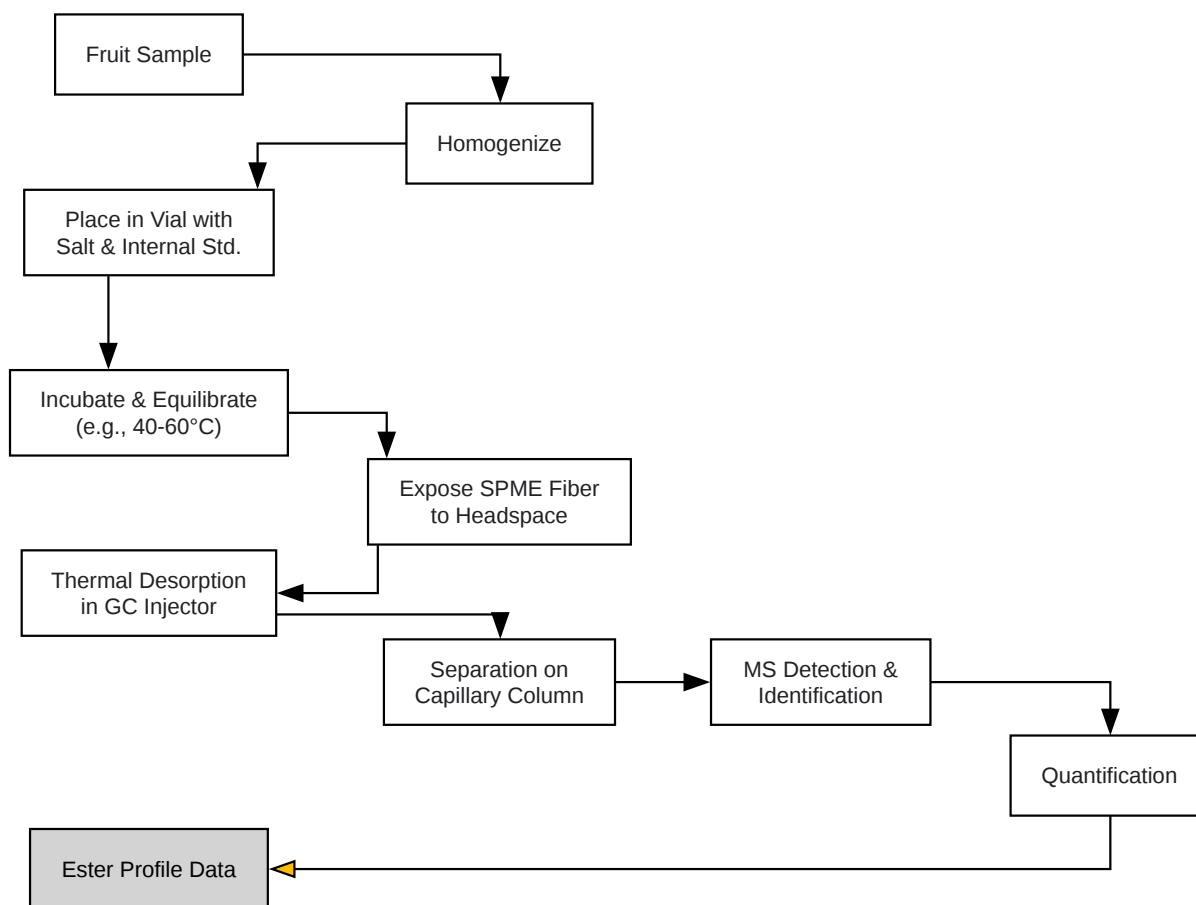 Fruit Sample
Homogenize
Place in Vial with
Salt & Internal Std.
Incubate & Equilibrate
(e.g., 40-60°C)
Expose SPME Fiber
to Headspace
Thermal Desorption
in GC Injector
Separation on
Capillary Column
MS Detection &
Identification
Quantification
Ester Profile Data